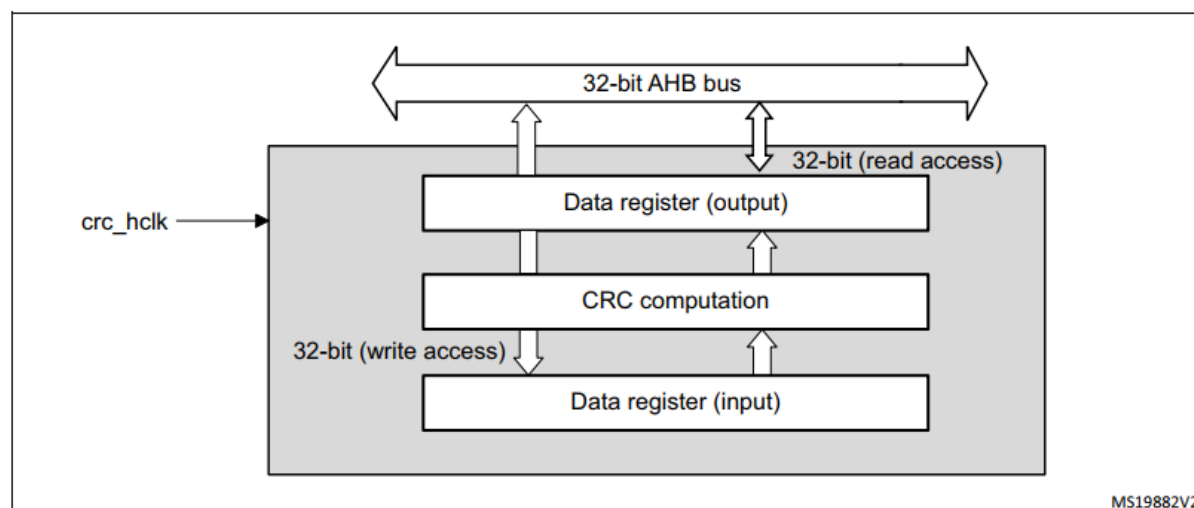 32-bit AHB bus
32-bit (read access)
Data register (output)
crc_hclk
CRC computation
32-bit (write access)
Data register (input)
MS19882V2